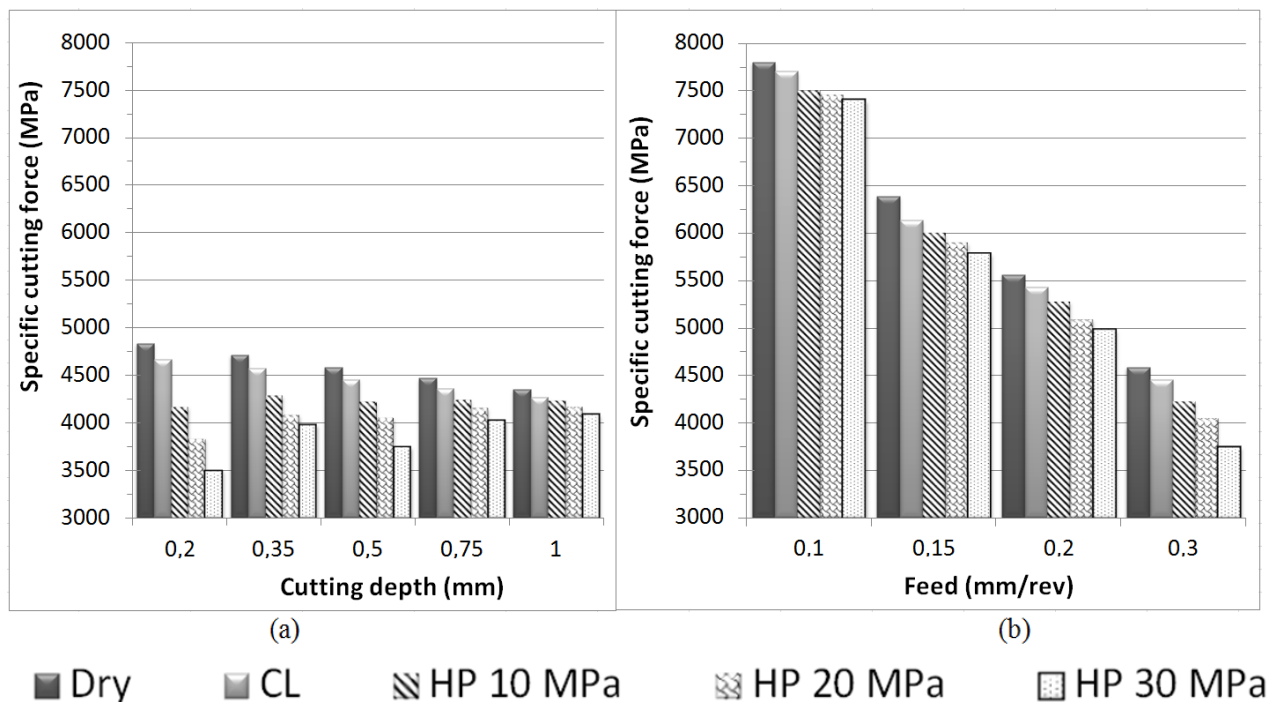 8000
7500
7000
6500
6000
5500
5000
4500
4000
3500
3000
Specific cutting force (MPa)
0,2 0,35 0,5 0,75 1
Cutting depth (mm)
(a)
8000
7500
7000
6500
6000
5500
5000
4500
4000
3500
3000
Specific cutting force (MPa)
0,1 0,15 0,2 0,3
Feed (mm/rev)
(b)
Dry CL HP 10 MPa HP 20 MPa HP 30 MPa